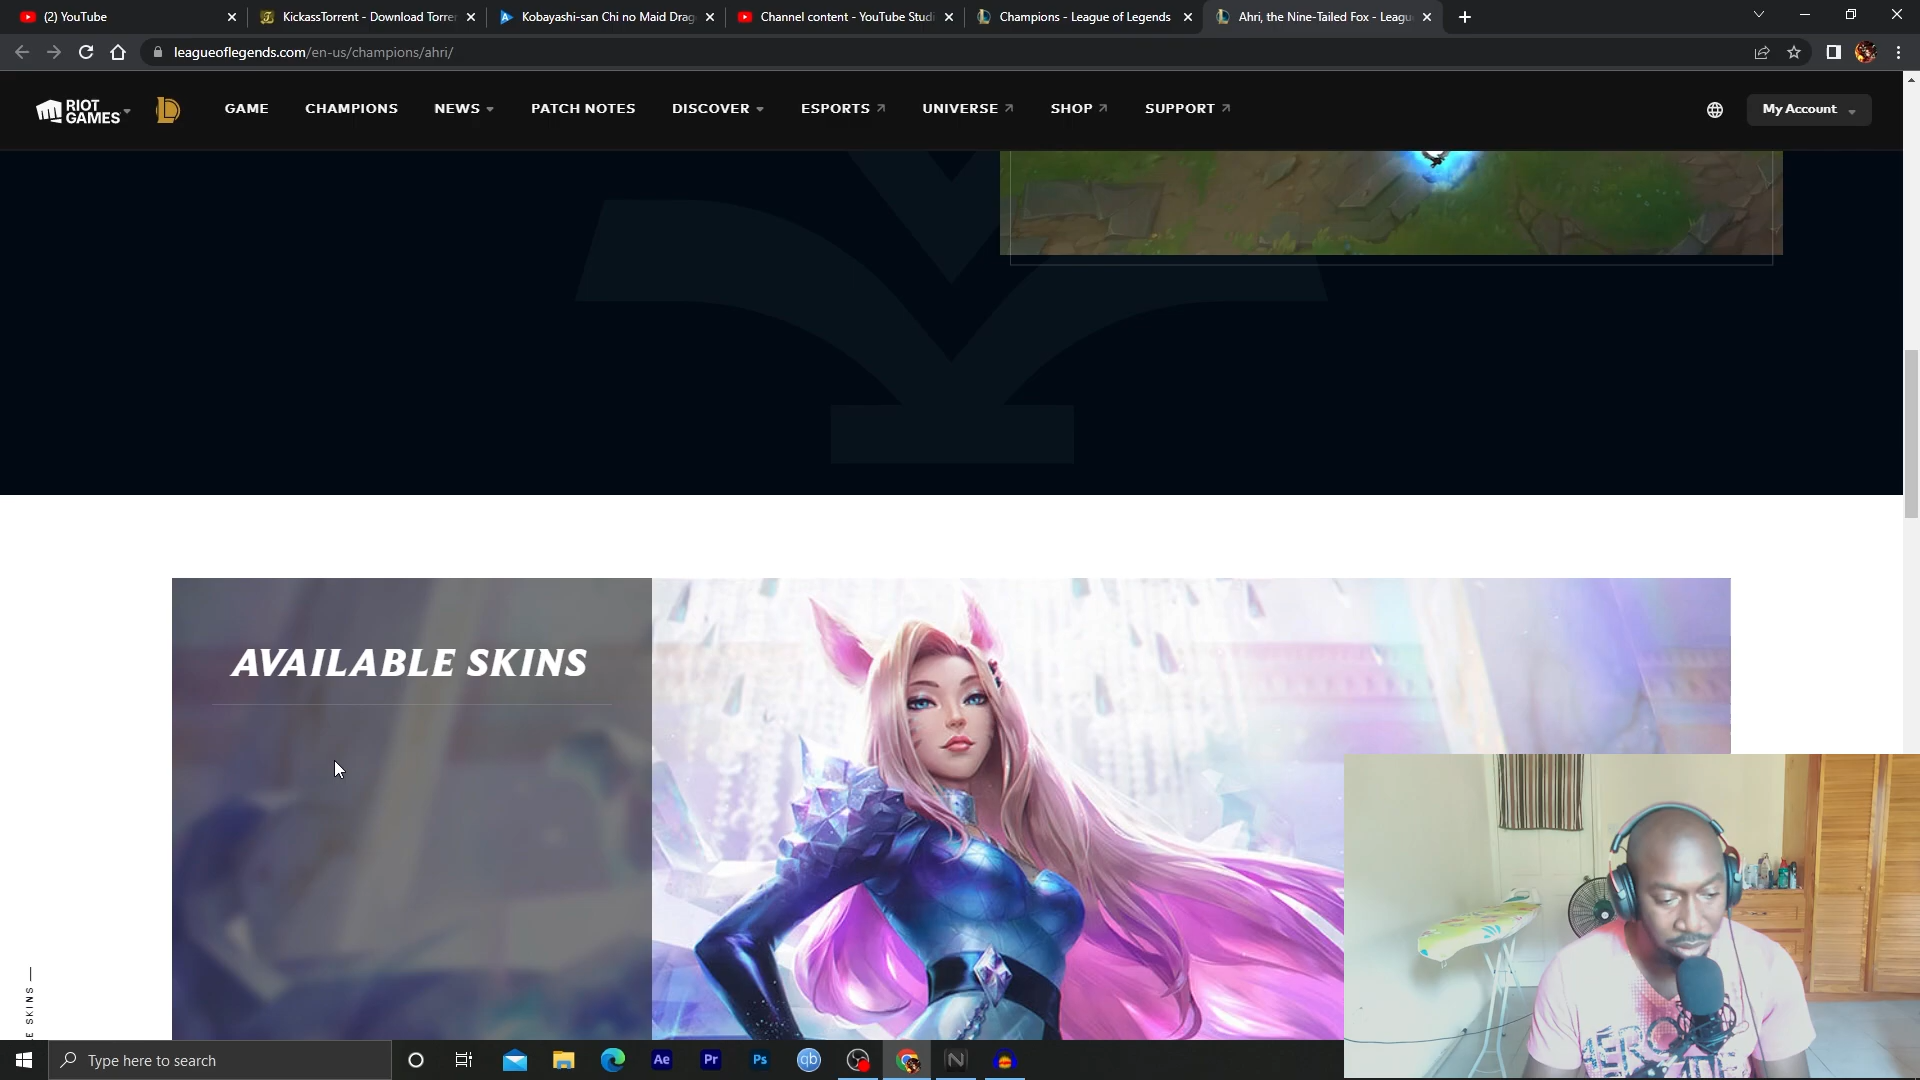 (2) YouTube
KickassTorrent - Download Torre
Kobayashi-san Chi no Maid Drag
Channel content - YouTube Studi
Champions - League of Legends
Ahri, the Nine-Tailed Fox - Leagu
leagueoflegends.com/en-us/champions/ahri/
RIOT GAMES
GAME
CHAMPIONS
NEWS
PATCH NOTES
DISCOVER
ESPORTS
UNIVERSE
SHOP
SUPPORT
My Account
AVAILABLE SKINS
E SKINS
Type here to search
Ae
Pr
Ps
qb
N